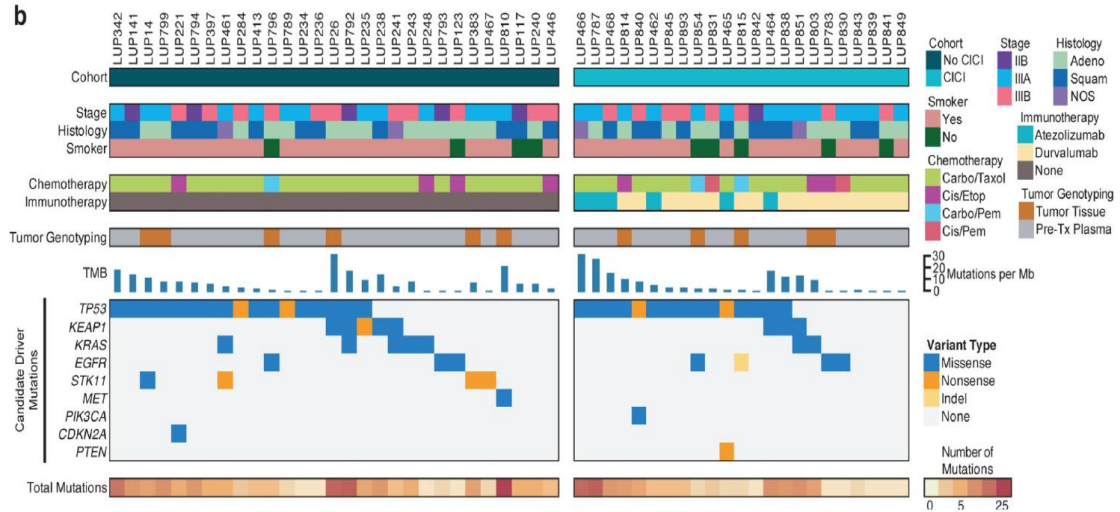 b
LUP342
LUP141
LUP14
LUP799
LUP221
LUP794
LUP397
LUP461
LUP284
LUP413
LUP796
LUP789
LUP234
LUP236
LUP26
LUP792
LUP235
LUP238
LUP241
LUP243
LUP248
LUP793
LUP123
LUP383
LUP467
LUP810
LUP117
LUP240
LUP446
LUP466
LUP787
LUP468
LUP814
LUP840
LUP462
LUP845
LUP893
LUP854
LUP831
LUP465
LUP815
LUP842
LUP464
LUP838
LUP851
LUP803
LUP783
LUP830
LUP843
LUP839
LUP841
LUP849
Cohort
Stage
Histology
Smoker
Chemotherapy
Immunotherapy
Tumor Genotyping
TMB
30
20
10
0
Mutations per Mb
Candidate Driver
Mutations
TP53
KEAP1
KRAS
EGFR
STK11
MET
PIK3CA
CDKN2A
PTEN
Total Mutations
Cohort
No CICI
CICI
Stage
IIB
IIIA
IIIB
Histology
Adeno
Squam
NOS
Smoker
Yes
No
Immunotherapy
Atezolizumab
Durvalumab
None
Chemotherapy
Carbo/Taxol
Cis/Etop
Carbo/Pem
Cis/Pem
Tumor Genotyping
Tumor Tissue
Pre-Tx Plasma
Variant Type
Missense
Nonsense
Indel
None
Number of
Mutations
0 5 25